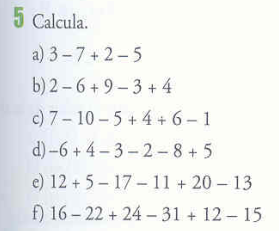 5 Calcula.
a) 3 – 7 + 2 – 5
b) 2 – 6 + 9 – 3 + 4
c) 7 – 10 – 5 + 4 + 6 – 1
d) –6 + 4 – 3 – 2 – 8 + 5
e) 12 + 5 – 17 – 11 + 20 – 13
f) 16 – 22 + 24 – 31 + 12 – 15